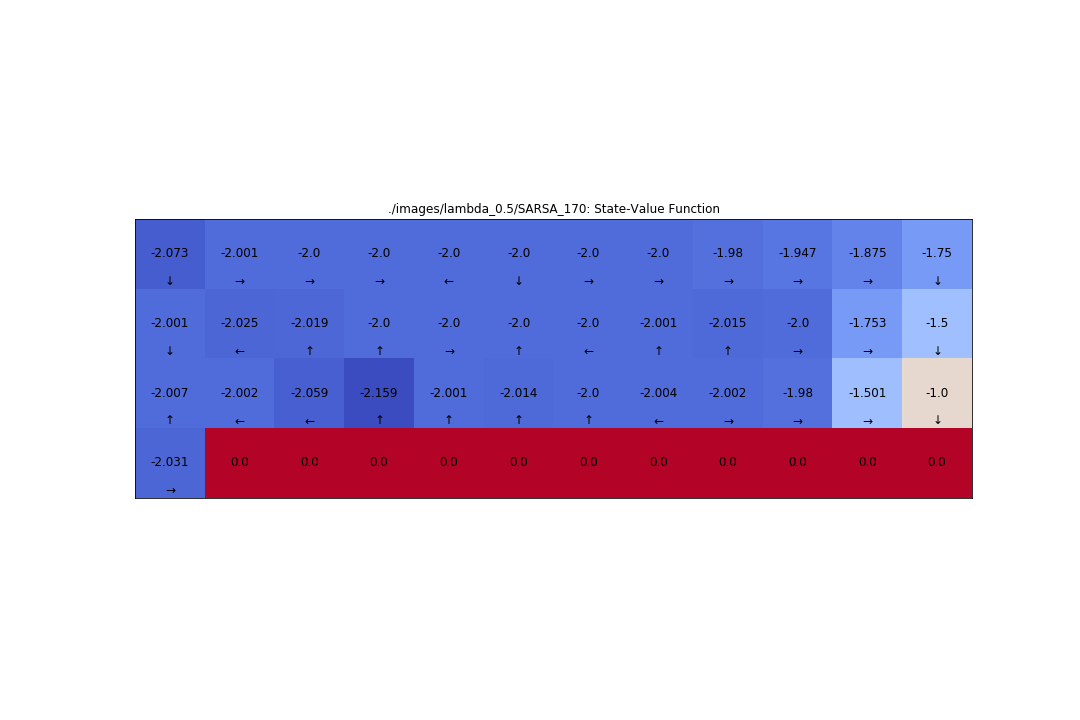 ./images/lambda_0.5/SARSA_170: State-Value Function
-2.073 -2.001 -2.0 -2.0 -2.0 -2.0 -2.0 -2.0 -1.98 -1.947 -1.875 -1.75
↓ → → → ← ↓ → → → → → ↓
-2.001 -2.025 -2.019 -2.0 -2.0 -2.0 -2.0 -2.001 -2.015 -2.0 -1.753 -1.5
↓ ← ↑ ↑ → ↑ ← ↑ ↑ → → ↓
-2.007 -2.002 -2.059 -2.159 -2.001 -2.014 -2.0 -2.004 -2.002 -1.98 -1.501 -1.0
↑ ← ← ↑ ↑ ↑ ↑ ← → → → ↓
-2.031 0.0 0.0 0.0 0.0 0.0 0.0 0.0 0.0 0.0 0.0 0.0
→